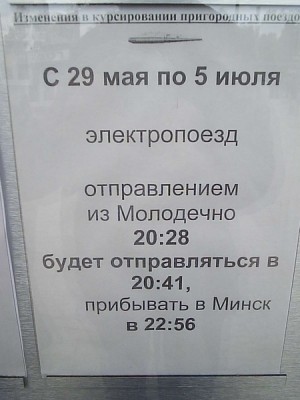 Изменения в курсировании пригородных поездо
С 29 мая по 5 июля
электропоезд
отправлением
из Молодечно
20:28
будет отправляться в
20:41,
прибывать в Минск
в 22:56